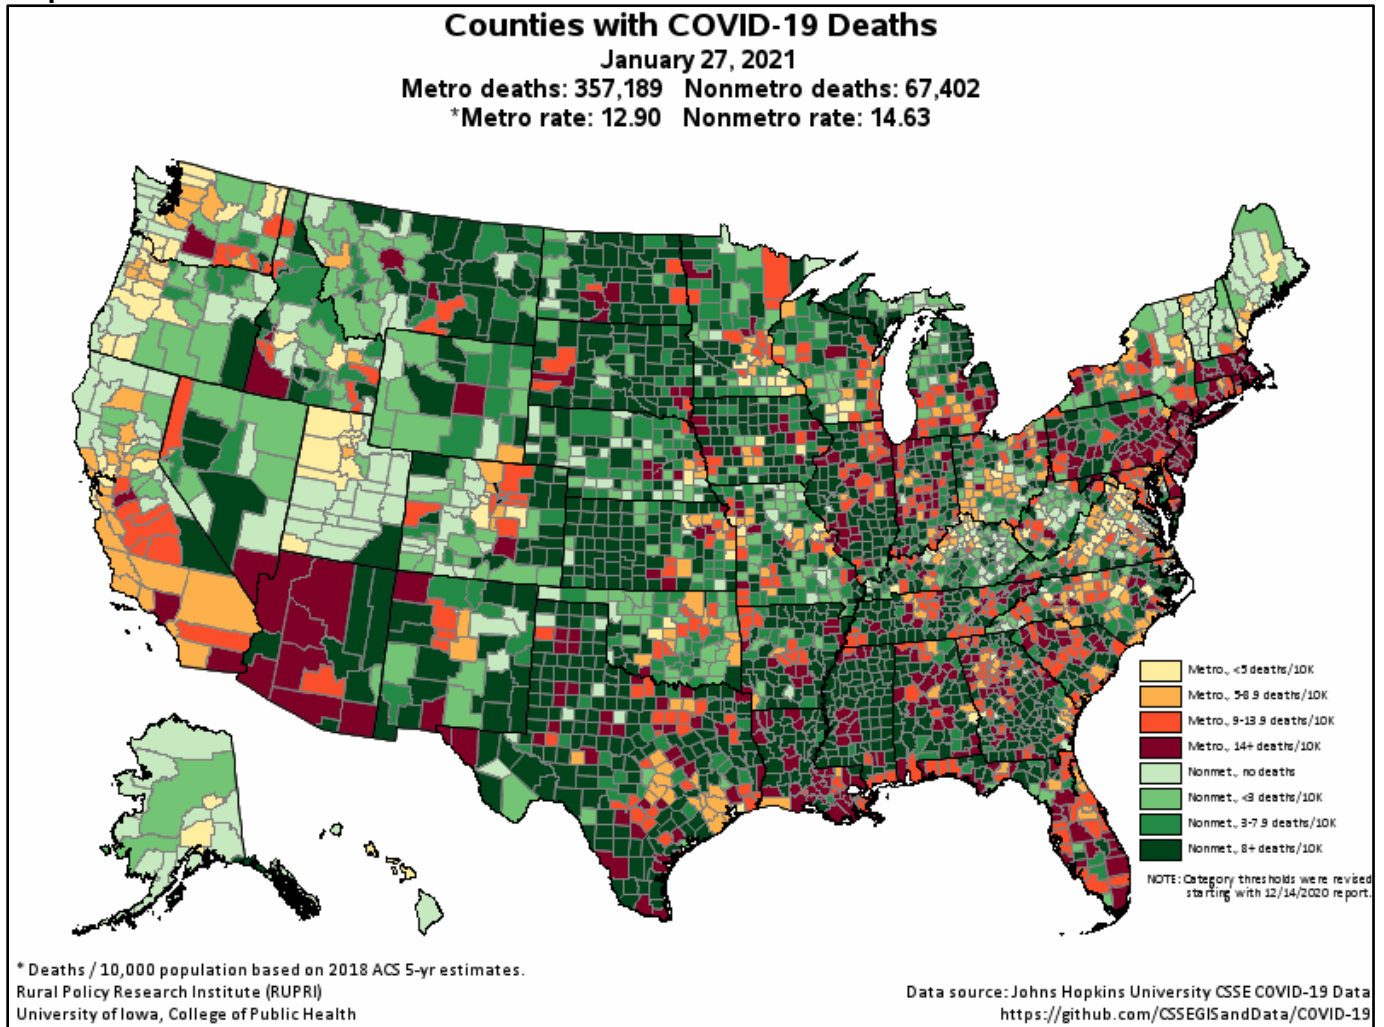 Counties with COVID-19 Deaths
January 27, 2021
Metro deaths: 357,189 Nonmetro deaths: 67,402
*Metro rate: 12.90 Nonmetro rate: 14.63
Metro., <5 deaths/10K
Metro., 5-8.9 deaths/10K
Metro., 9-13.9 deaths/10K
Metro., 14+ deaths/10K
Nonmet., no deaths
Nonmet., <3 deaths/10K
Nonmet., 3-7.9 deaths/10K
Nonmet., 8+ deaths/10K
NOTE: Category thresholds were revised
starting with 12/14/2020 report.
* Deaths / 10,000 population based on 2018 ACS 5-yr estimates.
Rural Policy Research Institute (RUPRI)
University of Iowa, College of Public Health
Data source: Johns Hopkins University CSSE COVID-19 Data
https://github.com/CSSEGISandData/COVID-19